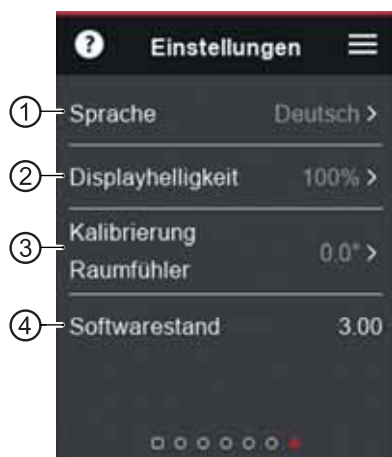 ? Einstellungen
① Sprache Deutsch >
② Displayhelligkeit 100% >
③ Kalibrierung
Raumfühler 0.0° >
④ Softwarestand 3.00